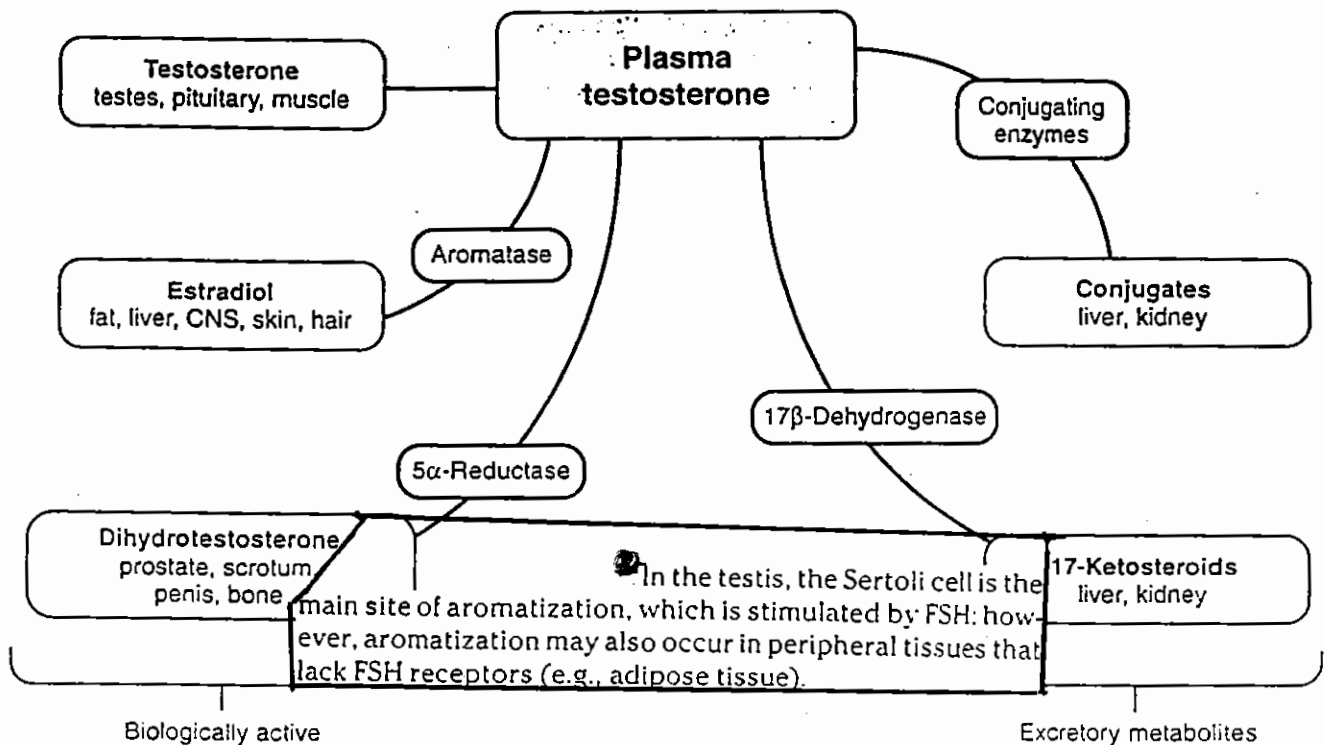 Plasma
testosterone
Testosterone
testes, pituitary, muscle
Conjugating
enzymes
Aromatase
Estradiol
fat, liver, CNS, skin, hair
Conjugates
liver, kidney
17β-Dehydrogenase
5α-Reductase
Dihydrotestosterone
prostate, scrotum,
penis, bone
In the testis, the Sertoli cell is the
main site of aromatization, which is stimulated by FSH: how-
ever, aromatization may also occur in peripheral tissues that
lack FSH receptors (e.g., adipose tissue).
17-Ketosteroids
liver, kidney
Biologically active
Excretory metabolites